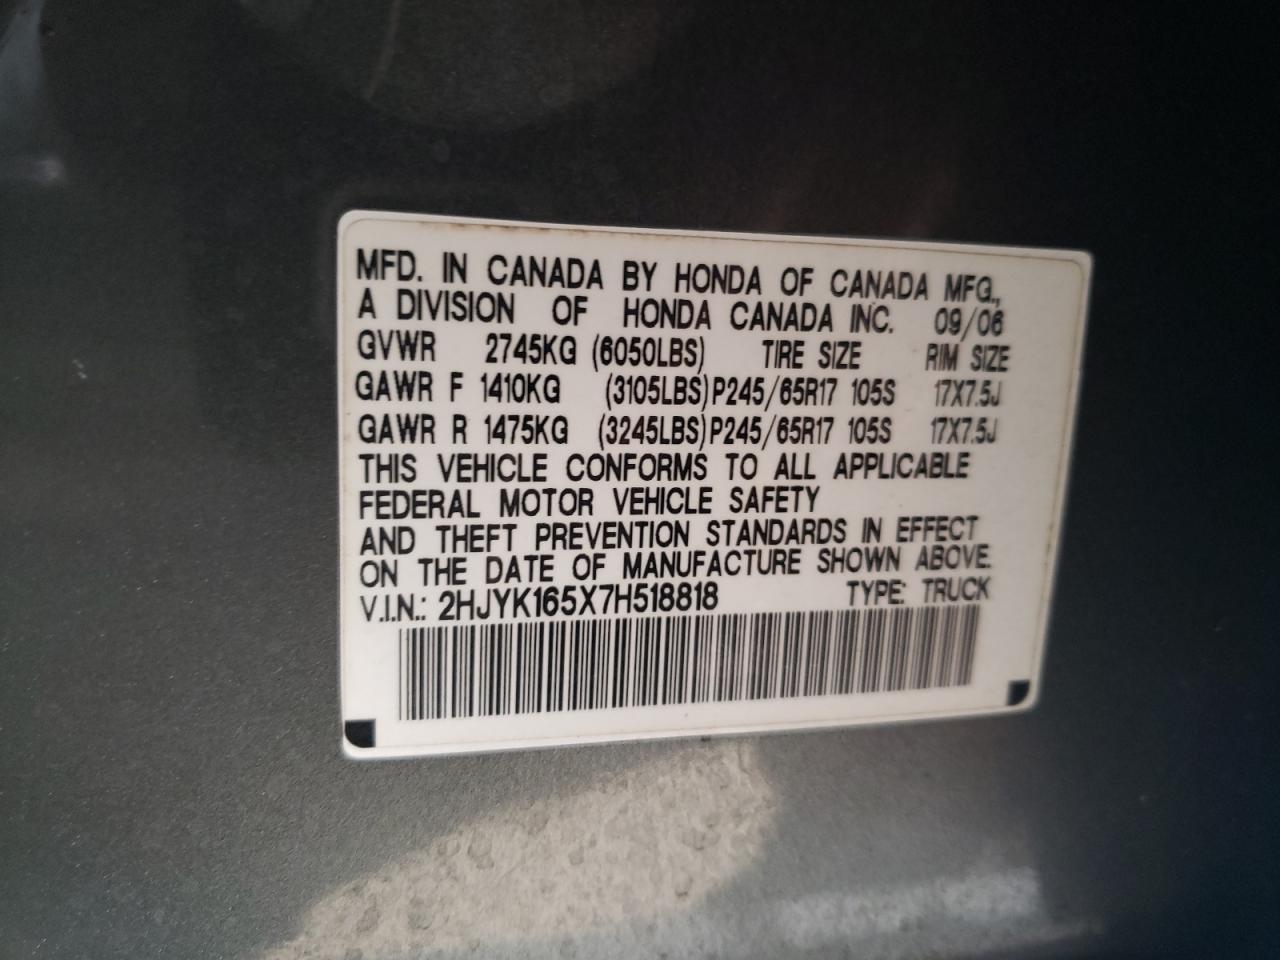 MFD. IN CANADA BY HONDA OF CANADA MFG.,
A DIVISION OF HONDA CANADA INC. 09/06
GVWR 2745KG (6050LBS) TIRE SIZE RIM SIZE
GAWR F 1410KG (3105LBS) P245/65R17 105S 17X7.5J
GAWR R 1475KG (3245LBS) P245/65R17 105S 17X7.5J
THIS VEHICLE CONFORMS TO ALL APPLICABLE
FEDERAL MOTOR VEHICLE SAFETY
AND THEFT PREVENTION STANDARDS IN EFFECT
ON THE DATE OF MANUFACTURE SHOWN ABOVE.
V.I.N.: 2HJYK165X7H518818 TYPE: TRUCK